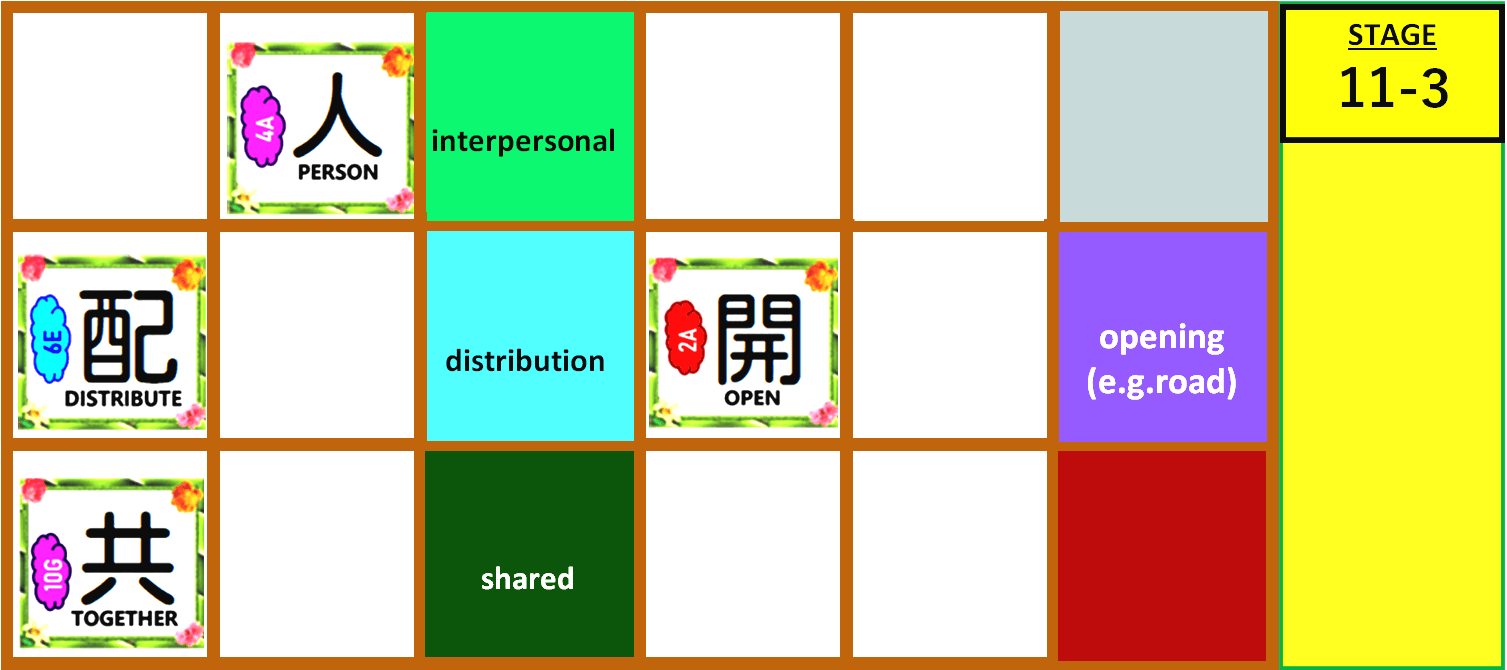 人
4A
PERSON
interpersonal
STAGE
11-3
配
6E
DISTRIBUTE
distribution
開
2A
OPEN
opening
(e.g.road)
共
10G
TOGETHER
shared